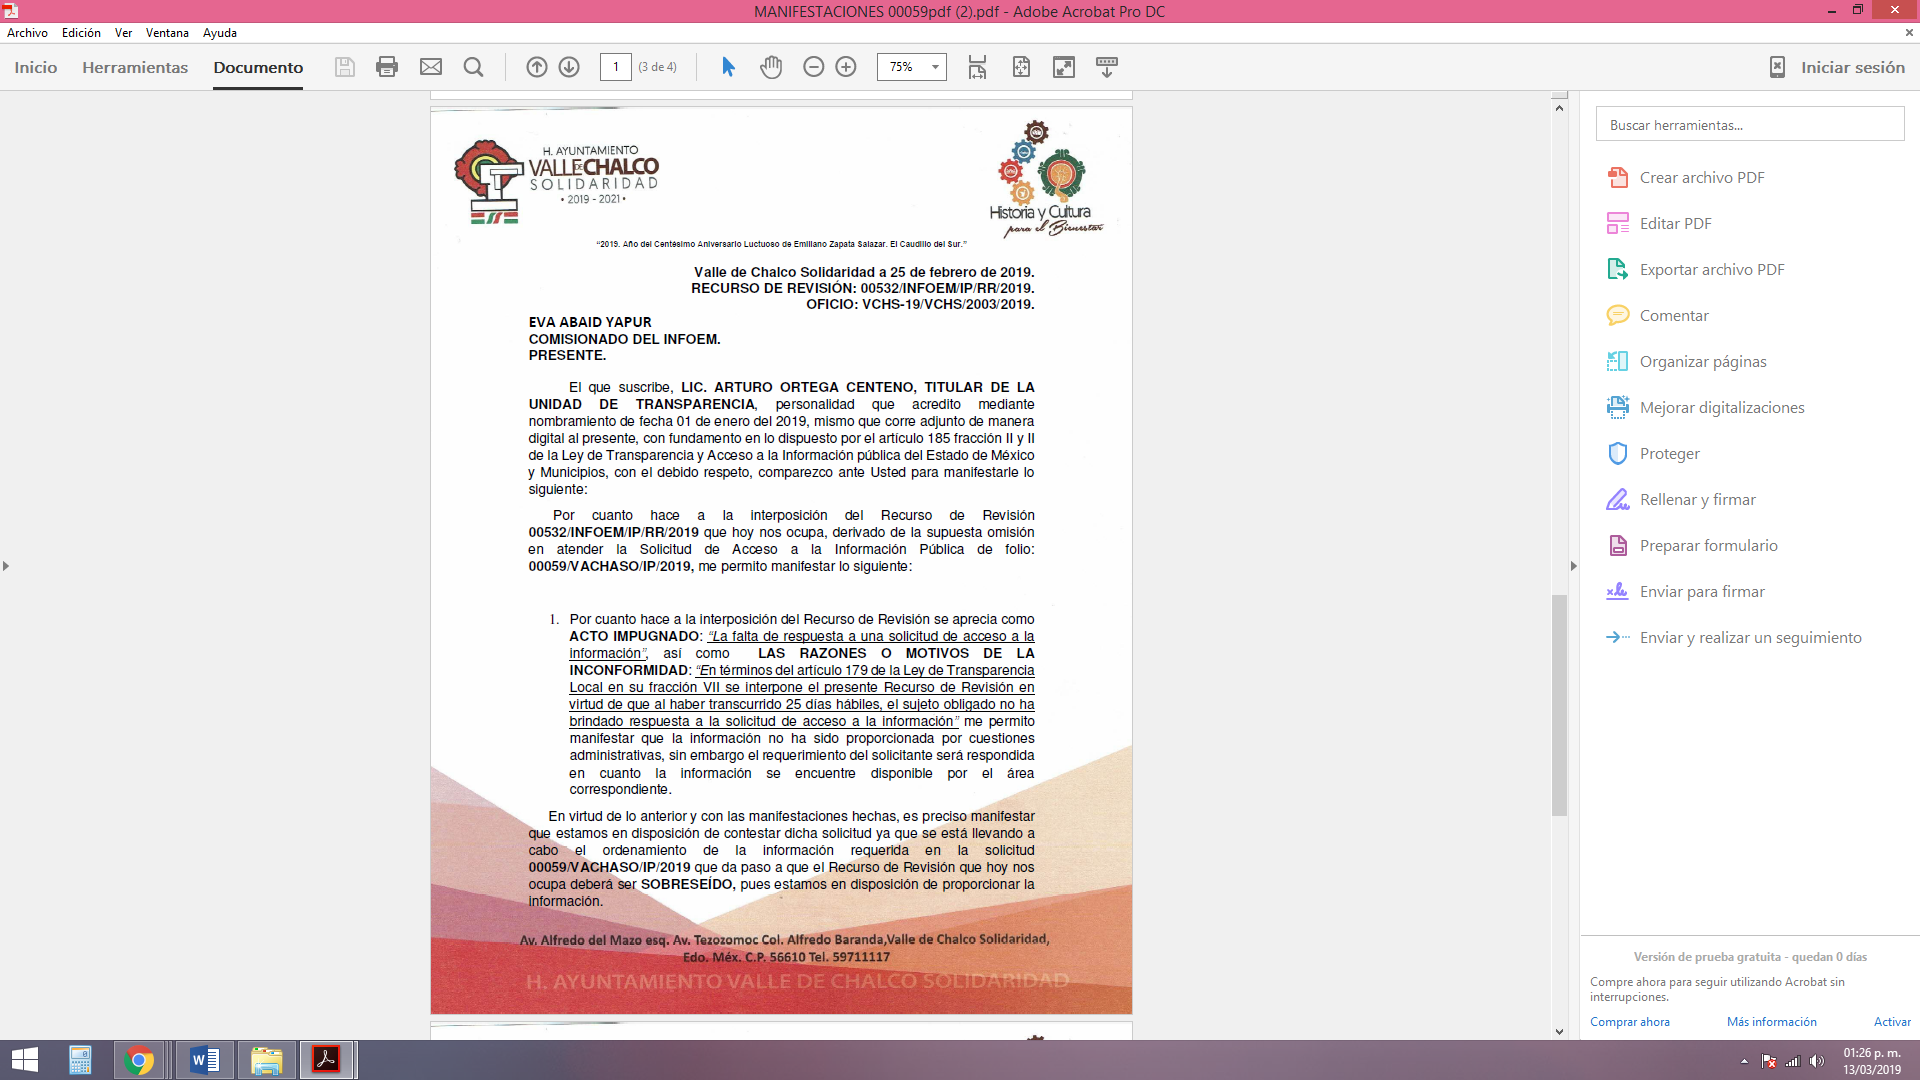 MANIFESTACIONES 00059pdf (2).pdf - Adobe Acrobat Pro DC
Archivo Edición Ver Ventana Ayuda
Inicio Herramientas Documento 1 (3 de 4) 75% Iniciar sesión
H. AYUNTAMIENTO
VALLE DE CHALCO
SOLIDARIDAD
• 2019 - 2021 •
Historia y Cultura
para el Bienestar
“2019. Año del Centésimo Aniversario Luctuoso de Emiliano Zapata Salazar. El Caudillo del Sur.”
Valle de Chalco Solidaridad a 25 de febrero de 2019.
RECURSO DE REVISIÓN: 00532/INFOEM/IP/RR/2019.
OFICIO: VCHS-19/VCHS/2003/2019.
EVA ABAID YAPUR
COMISIONADO DEL INFOEM.
PRESENTE.
El que suscribe, LIC. ARTURO ORTEGA CENTENO, TITULAR DE LA
UNIDAD DE TRANSPARENCIA, personalidad que acredito mediante
nombramiento de fecha 01 de enero del 2019, mismo que corre adjunto de manera
digital al presente, con fundamento en lo dispuesto por el artículo 185 fracción II y II
de la Ley de Transparencia y Acceso a la Información pública del Estado de México
y Municipios, con el debido respeto, comparezco ante Usted para manifestarle lo
siguiente:
Por cuanto hace a la interposición del Recurso de Revisión
00532/INFOEM/IP/RR/2019 que hoy nos ocupa, derivado de la supuesta omisión
en atender la Solicitud de Acceso a la Información Pública de folio:
00059/VACHASO/IP/2019, me permito manifestar lo siguiente:
1. Por cuanto hace a la interposición del Recurso de Revisión se aprecia como
ACTO IMPUGNADO: “La falta de respuesta a una solicitud de acceso a la
información”, así como LAS RAZONES O MOTIVOS DE LA
INCONFORMIDAD: “En términos del artículo 179 de la Ley de Transparencia
Local en su fracción VII se interpone el presente Recurso de Revisión en
virtud de que al haber transcurrido 25 días hábiles, el sujeto obligado no ha
brindado respuesta a la solicitud de acceso a la información” me permito
manifestar que la información no ha sido proporcionada por cuestiones
administrativas, sin embargo el requerimiento del solicitante será respondida
en cuanto la información se encuentre disponible por el área
correspondiente.
En virtud de lo anterior y con las manifestaciones hechas, es preciso manifestar
que estamos en disposición de contestar dicha solicitud ya que se está llevando a
cabo el ordenamiento de la información requerida en la solicitud
00059/VACHASO/IP/2019 que da paso a que el Recurso de Revisión que hoy nos
ocupa deberá ser SOBRESEÍDO, pues estamos en disposición de proporcionar la
información.
Av. Alfredo del Mazo esq. Av. Tezozomoc Col. Alfredo Baranda,Valle de Chalco Solidaridad,
Edo. Méx. C.P. 56610 Tel. 59711117
H. AYUNTAMIENTO VALLE DE CHALCO SOLIDARIDAD
Buscar herramientas...
Crear archivo PDF
Editar PDF
Exportar archivo PDF
Comentar
Organizar páginas
Mejorar digitalizaciones
Proteger
Rellenar y firmar
Preparar formulario
Enviar para firmar
Enviar y realizar un seguimiento
Versión de prueba gratuita - quedan 0 días
Compre ahora para seguir utilizando Acrobat sin
interrupciones.
Comprar ahora Más información Activar
01:26 p. m.
13/03/2019